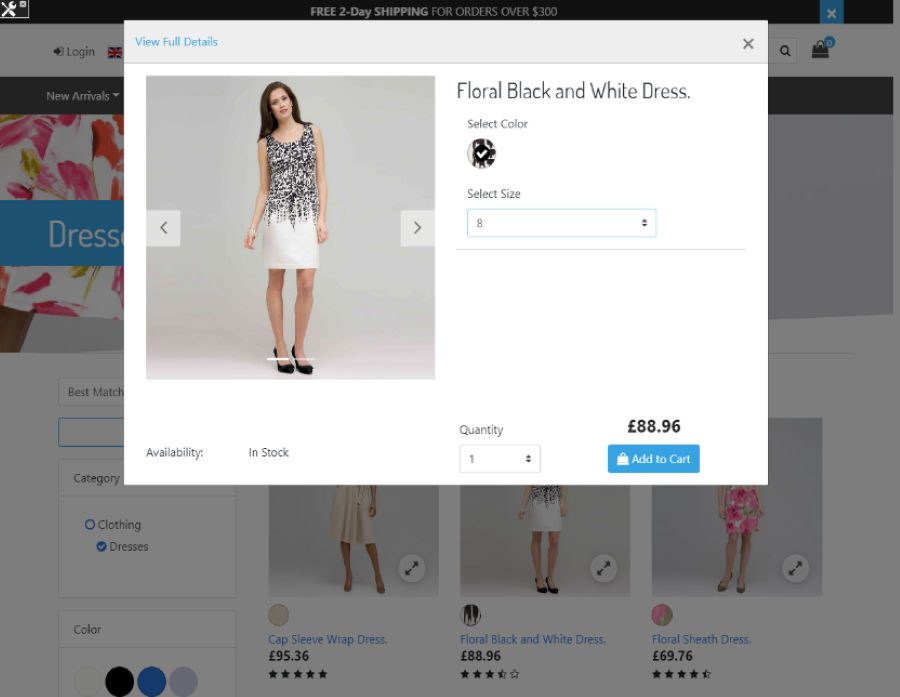 FREE 2-Day SHIPPING FOR ORDERS OVER $300
Login
0
New Arrivals
View Full Details
Floral Black and White Dress.
Select Color
Select Size
8
Quantity
£88.96
Availability: In Stock
1
Add to Cart
Best Match
Category
Clothing
Dresses
Color
Cap Sleeve Wrap Dress.
£95.36
Floral Black and White Dress.
£88.96
Floral Sheath Dress.
£69.76